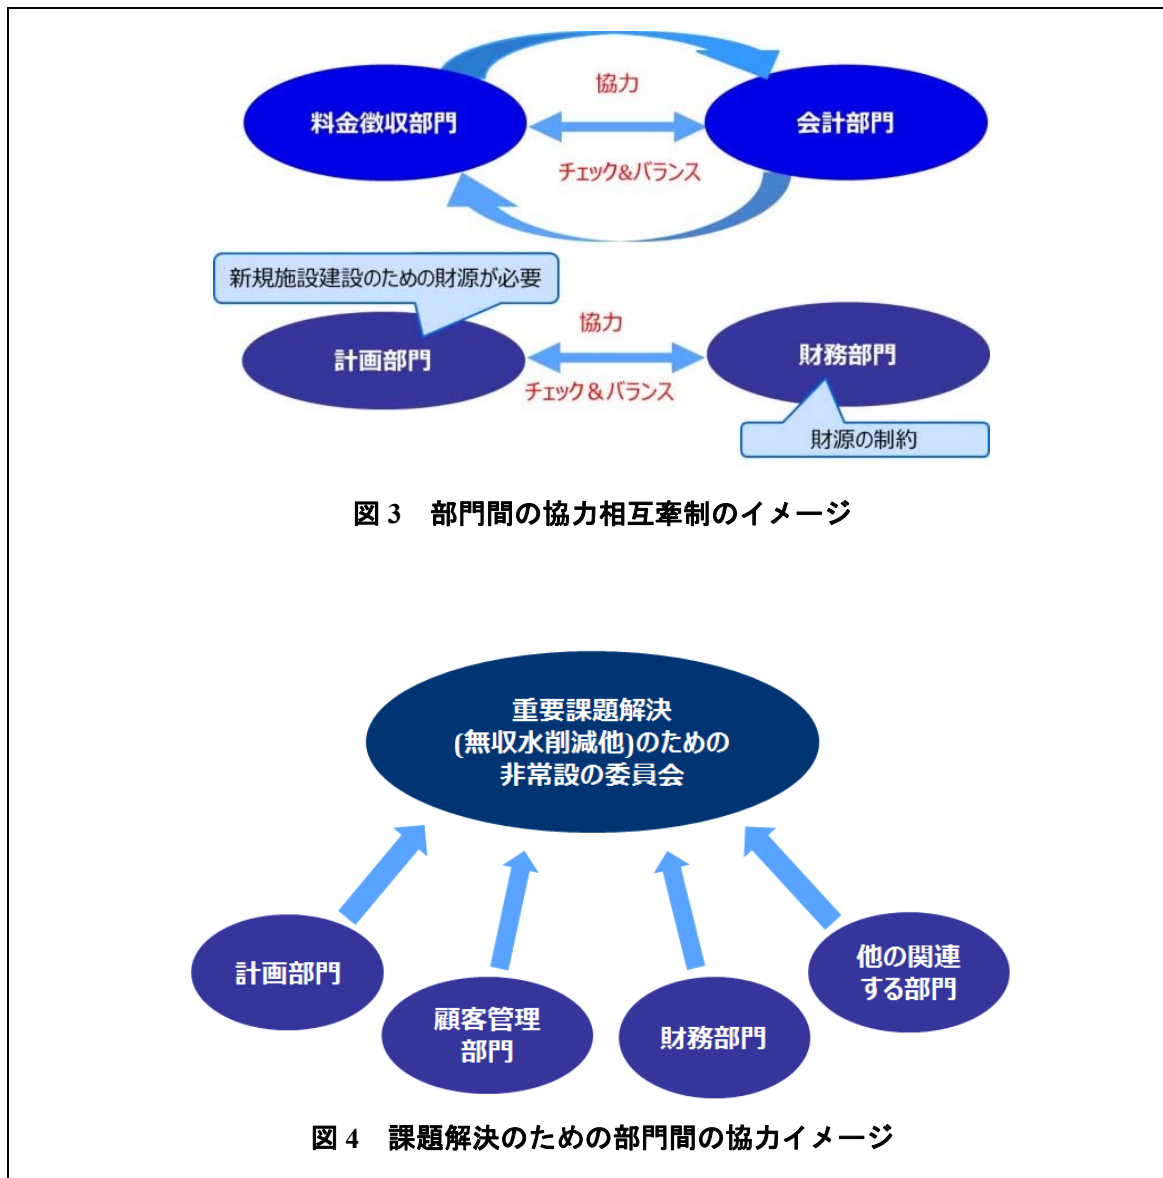 協力
料金徴収部門
会計部門
チェック&バランス
新規施設建設のための財源が必要
協力
計画部門
財務部門
チェック＆バランス
財源の制約
図 3　部門間の協力相互牽制のイメージ
重要課題解決
(無収水削減他)のための
非常設の委員会
計画部門
顧客管理
部門
財務部門
他の関連
する部門
図 4　課題解決のための部門間の協力イメージ